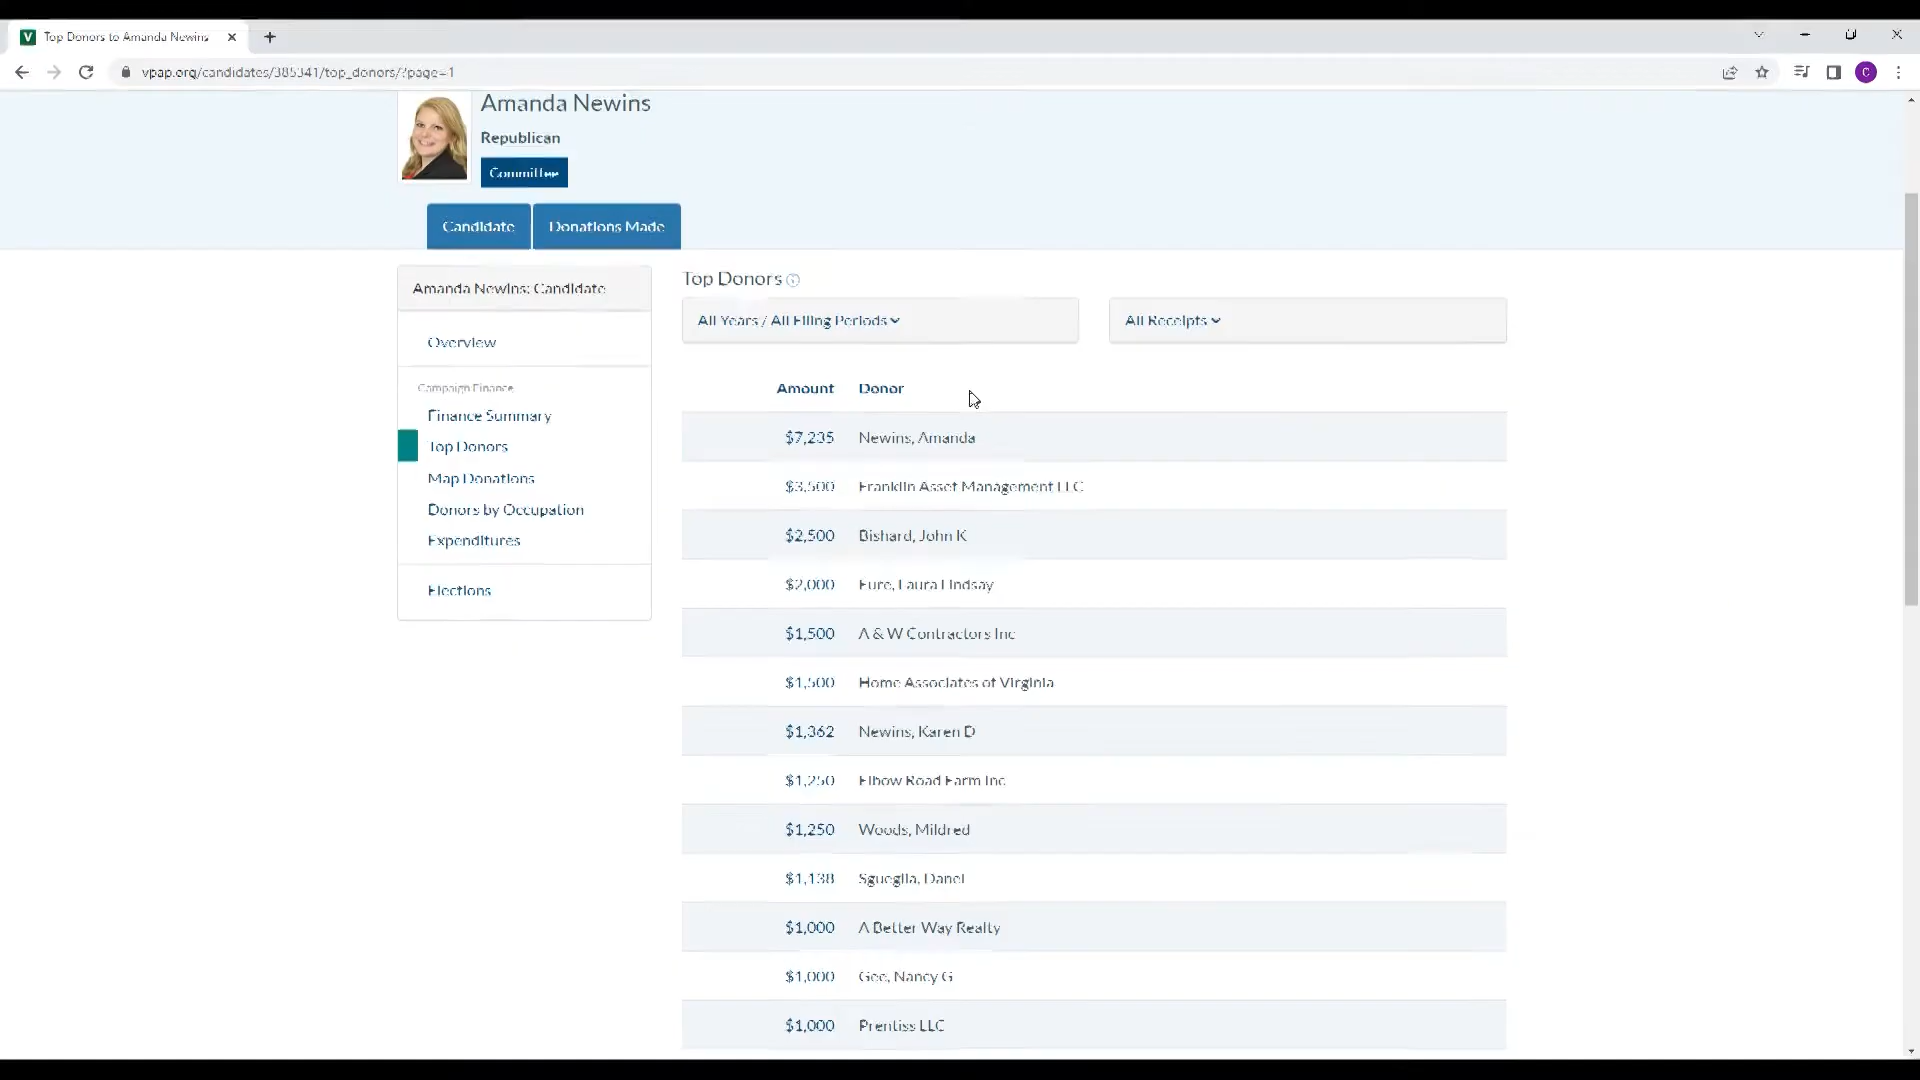 Top Donors to Amanda Newins
vpap.org/candidates/385341/top_donors/?page=1
C
Amanda Newins
Republican
Committee
Candidate
Donations Made
Amanda Newins: Candidate
Overview
Campaign Finance
Finance Summary
Top Donors
Map Donations
Donors by Occupation
Expenditures
Elections
Top Donors
All Years / All Filing Periods
All Receipts
Amount Donor
$7,235 Newins, Amanda
$3,500 Franklin Asset Management LLC
$2,500 Bishard, John K
$2,000 Eure, Laura Lindsay
$1,500 A & W Contractors Inc
$1,500 Home Associates of Virginia
$1,362 Newins, Karen D
$1,250 Elbow Road Farm Inc
$1,250 Woods, Mildred
$1,138 Sgueglia, Danel
$1,000 A Better Way Realty
$1,000 Gee, Nancy G
$1,000 Prentiss LLC